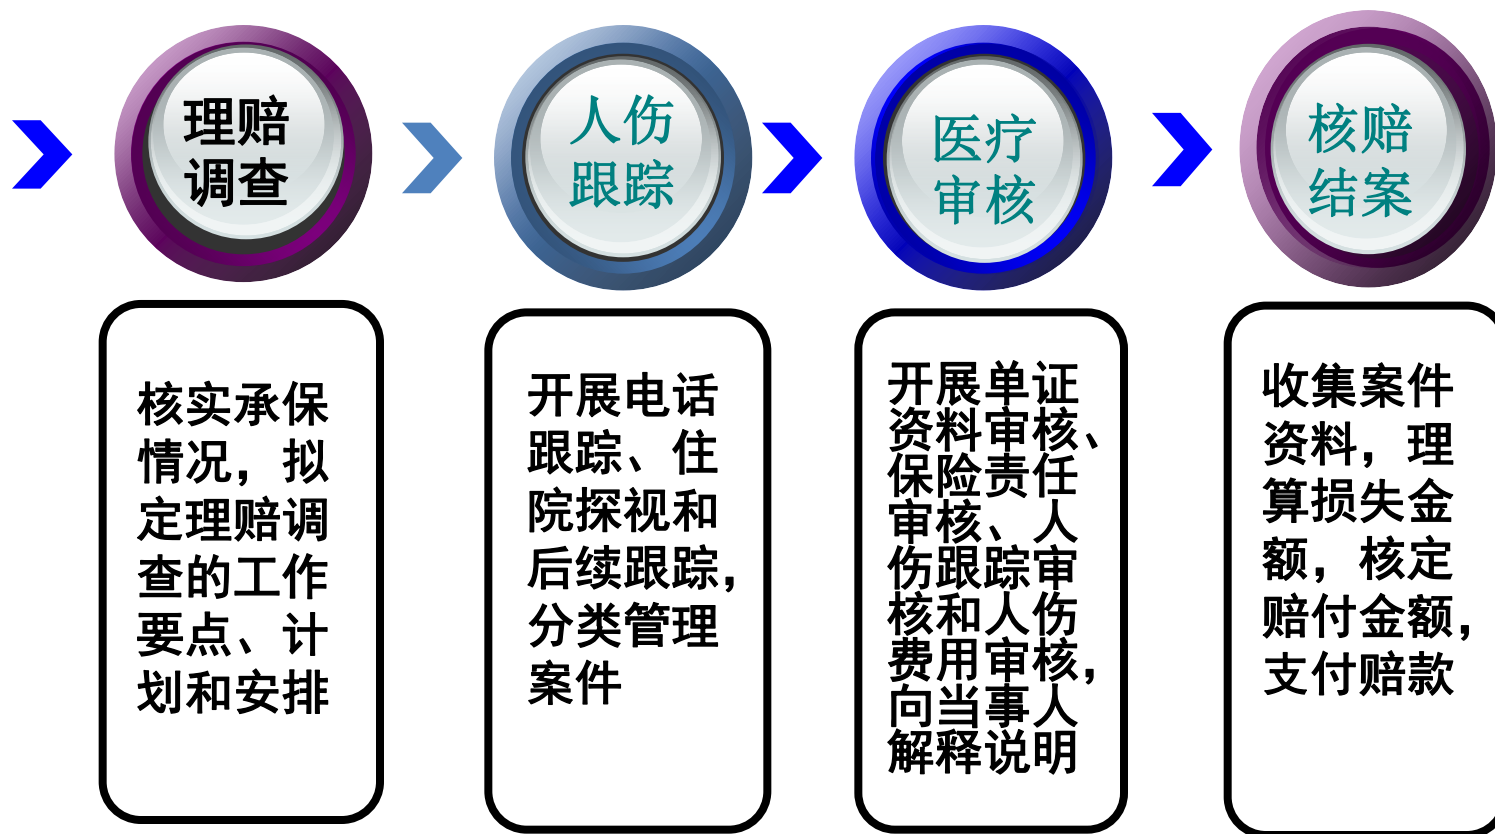 理赔
调查
人伤
跟踪
医疗
审核
核赔
结案
核实承保
情况，拟
定理赔调
查的工作
要点、计
划和安排
开展电话
跟踪、住
院探视和
后续跟踪，
分类管理
案件
开展单证
资料审核、
保险责任
审核、人
伤跟踪审
核和人伤
费用审核，
向当事人
解释说明
收集案件
资料，理
算损失金
额，核定
赔付金额，
支付赔款